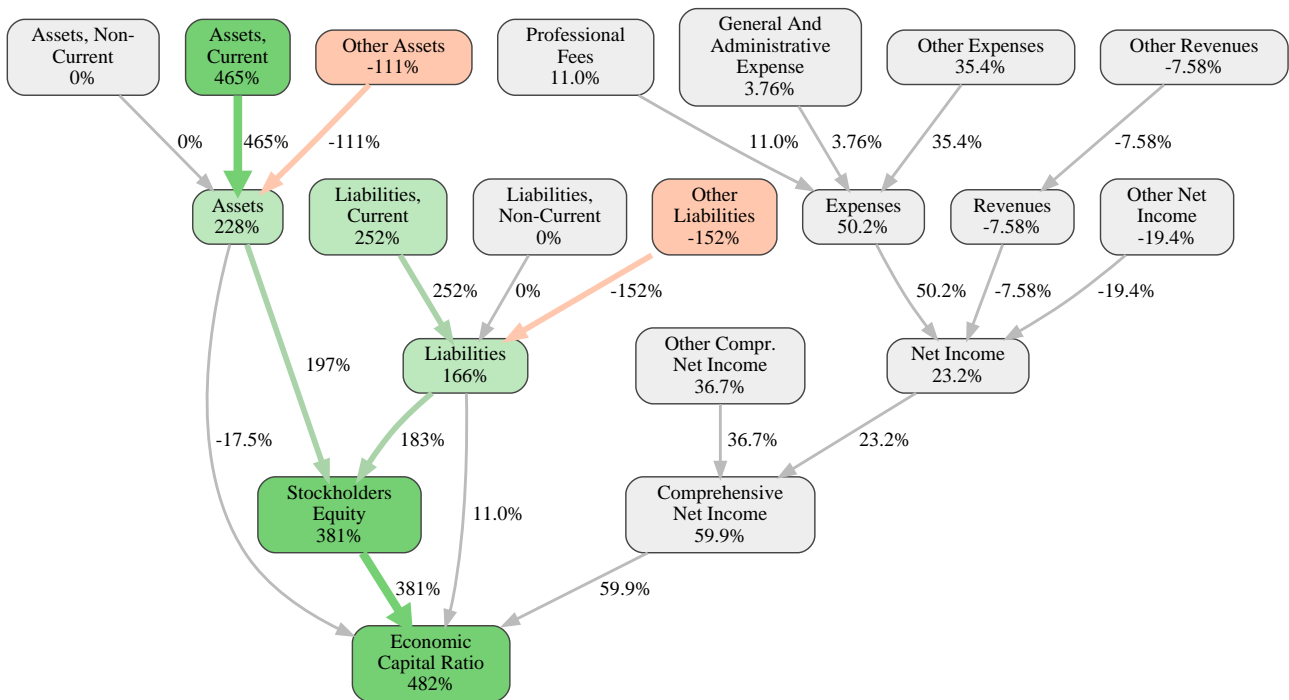 Assets, Non-
Current
0%
Assets,
Current
465%
Other Assets
-111%
Professional
Fees
11.0%
General And
Administrative
Expense
3.76%
Other Expenses
35.4%
Other Revenues
-7.58%
0%
465%
-111%
11.0%
3.76%
35.4%
-7.58%
Assets
228%
Liabilities,
Current
252%
Liabilities,
Non-Current
0%
Other
Liabilities
-152%
Expenses
50.2%
Revenues
-7.58%
Other Net
Income
-19.4%
252%
0%
-152%
50.2%
-7.58%
-19.4%
197%
Liabilities
166%
Other Compr.
Net Income
36.7%
Net Income
23.2%
-17.5%
183%
36.7%
23.2%
Stockholders
Equity
381%
11.0%
Comprehensive
Net Income
59.9%
381%
59.9%
Economic
Capital Ratio
482%